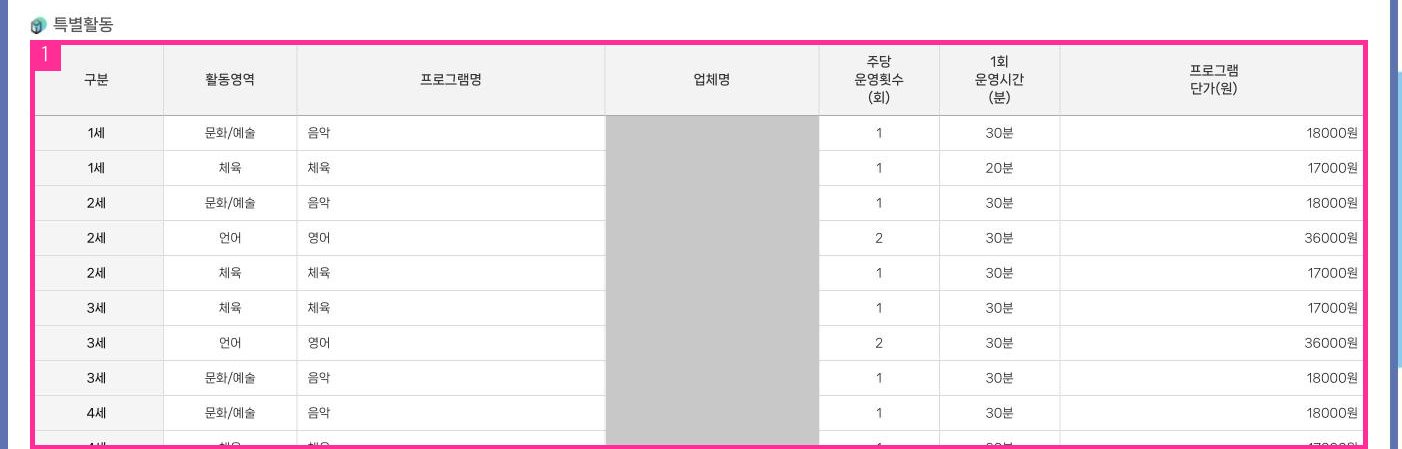 특별활동
1
구분 활동영역 프로그램명 업체명 주당 운영횟수 (회) 1회 운영시간 (분) 프로그램 단가(원)
1세 문화/예술 음악 1 30분 18000원
1세 체육 체육 1 20분 17000원
2세 문화/예술 음악 1 30분 18000원
2세 언어 영어 2 30분 36000원
2세 체육 체육 1 30분 17000원
3세 체육 체육 1 30분 17000원
3세 언어 영어 2 30분 36000원
3세 문화/예술 음악 1 30분 18000원
4세 문화/예술 음악 1 30분 18000원